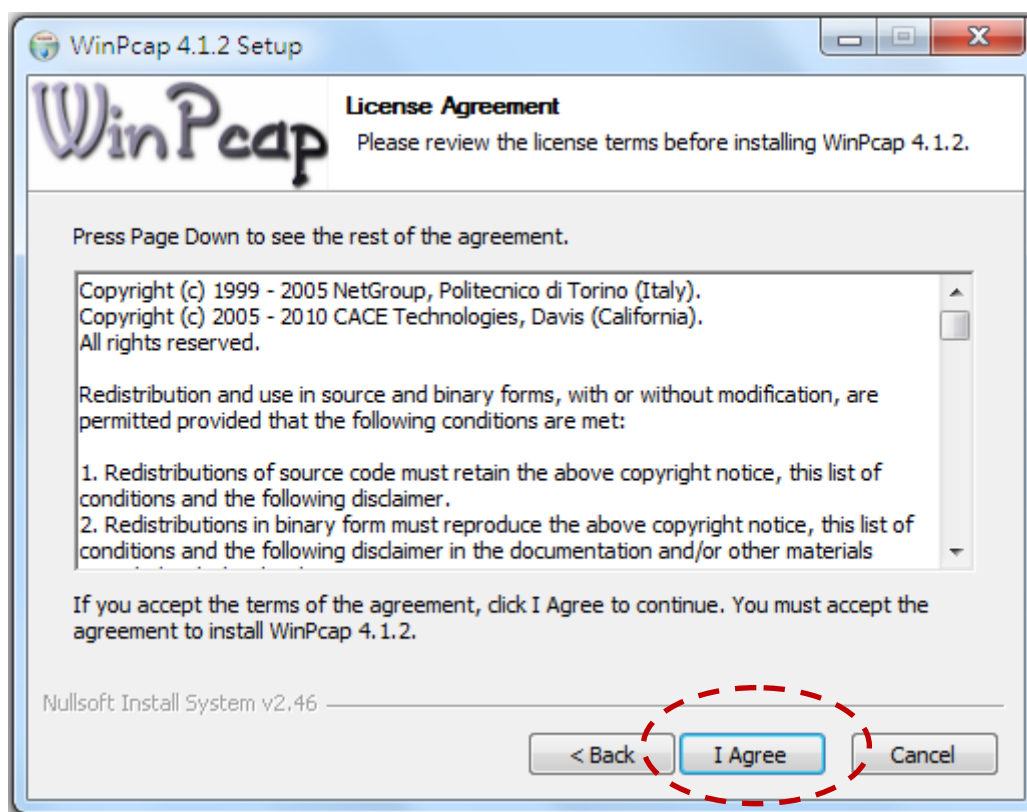 WinPcap 4.1.2 Setup
WinPcap
License Agreement
Please review the license terms before installing WinPcap 4.1.2.
Press Page Down to see the rest of the agreement.
Copyright (c) 1999 - 2005 NetGroup, Politecnico di Torino (Italy).
Copyright (c) 2005 - 2010 CACE Technologies, Davis (California).
All rights reserved.
Redistribution and use in source and binary forms, with or without modification, are
permitted provided that the following conditions are met:
1. Redistributions of source code must retain the above copyright notice, this list of
conditions and the following disclaimer.
2. Redistributions in binary form must reproduce the above copyright notice, this list of
conditions and the following disclaimer in the documentation and/or other materials
If you accept the terms of the agreement, click I Agree to continue. You must accept the
agreement to install WinPcap 4.1.2.
Nullsoft Install System v2.46
< Back
I Agree
Cancel